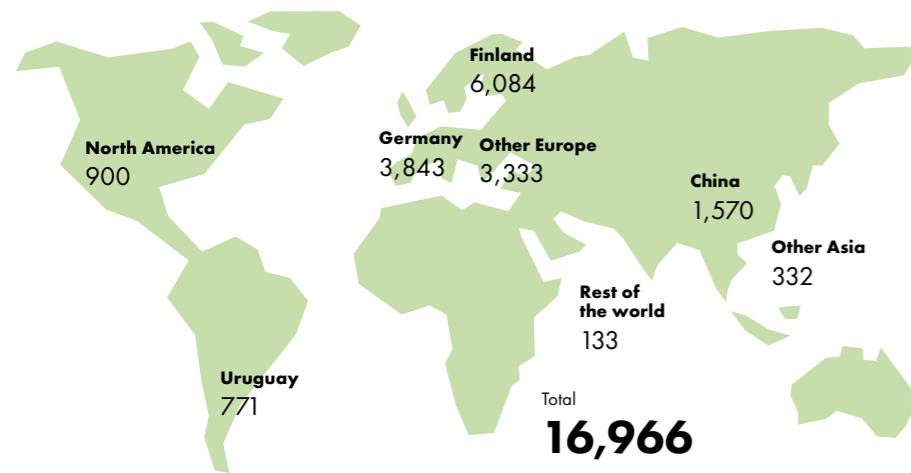 Finland
6,084
Germany
3,843
Other Europe
3,333
North America
900
China
1,570
Other Asia
332
Rest of
the world
133
Uruguay
771
Total
16,966